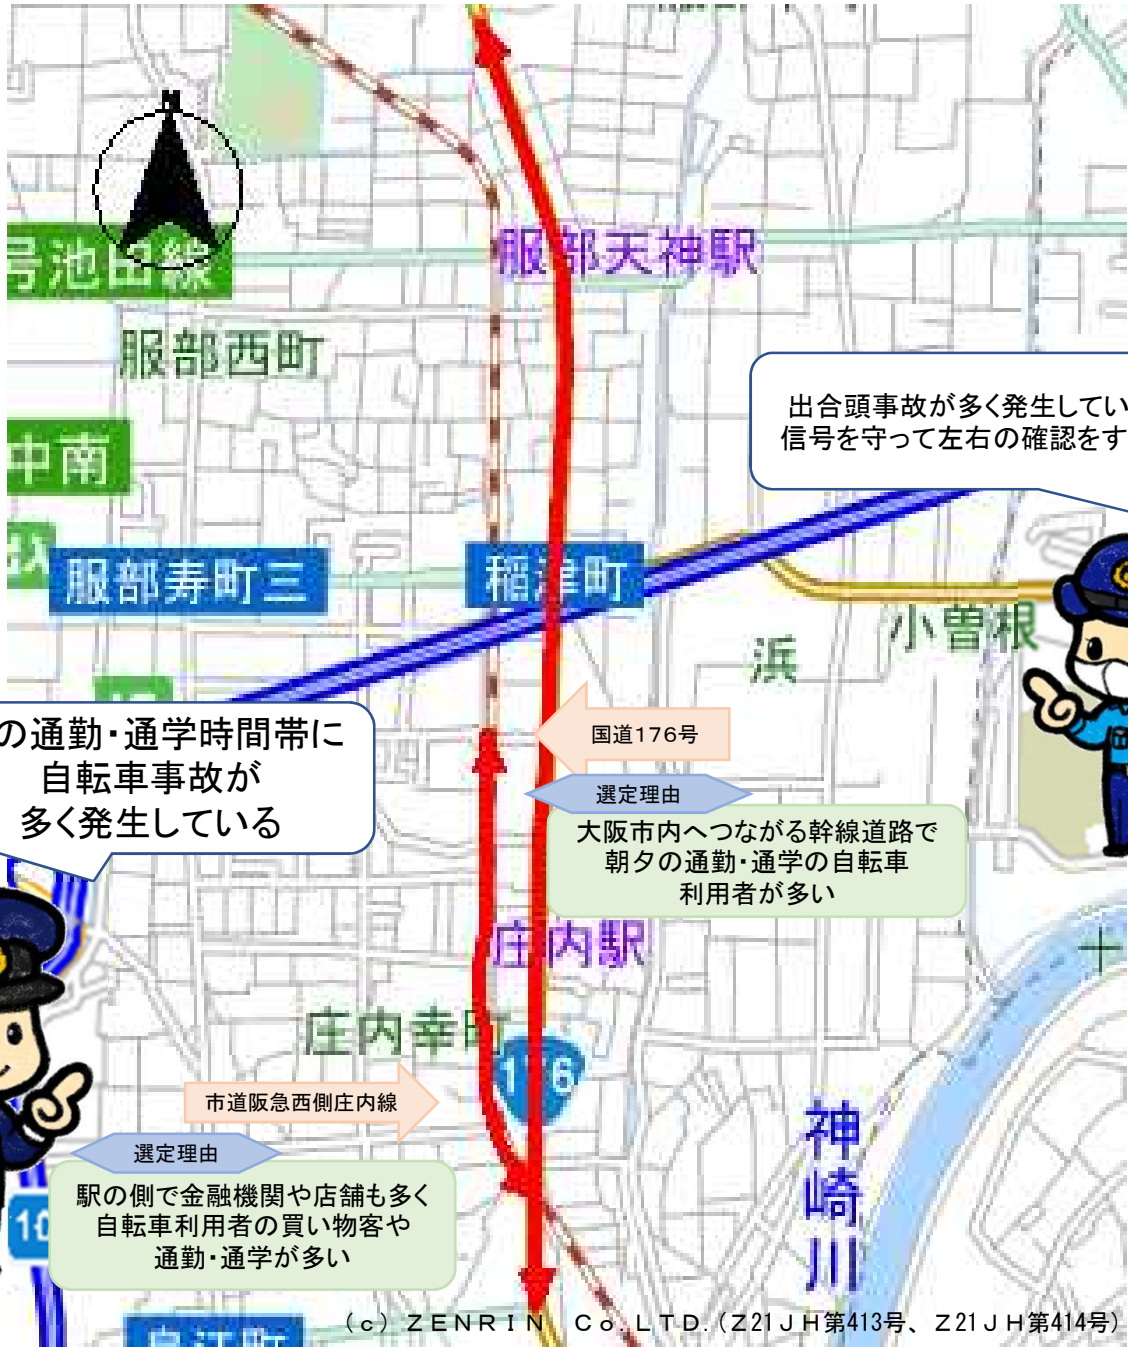 N
服部天神駅
号池田線
服部西町
出合頭事故が多く発生してい
信号を守って左右の確認をす
中南
服部寿町三
稲津町
小曽根
浜
の通勤・通学時間帯に
自転車事故が
多く発生している
国道176号
選定理由
大阪市内へつながる幹線道路で
朝夕の通勤・通学の自転車
利用者が多い
庄内駅
庄内幸町
176
市道阪急西側庄内線
選定理由
駅の側で金融機関や店舗も多く
自転車利用者の買い物客や
通勤・通学が多い
神崎川
10
(c) ZENRIN Co.LTD.(Z21JH第413号、Z21JH第414号)